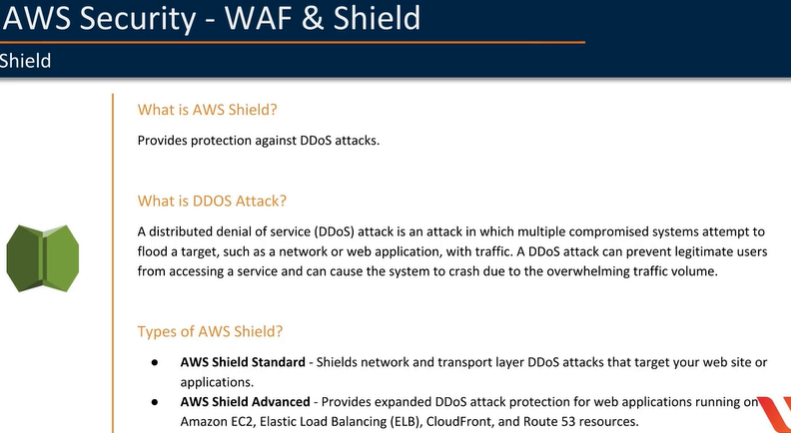 AWS Security - WAF & Shield
Shield
What is AWS Shield?
Provides protection against DDoS attacks.
What is DDOS Attack?
A distributed denial of service (DDoS) attack is an attack in which multiple compromised systems attempt to
flood a target, such as a network or web application, with traffic. A DDoS attack can prevent legitimate users
from accessing a service and can cause the system to crash due to the overwhelming traffic volume.
Types of AWS Shield?
● AWS Shield Standard - Shields network and transport layer DDoS attacks that target your web site or
applications.
● AWS Shield Advanced - Provides expanded DDoS attack protection for web applications running on
Amazon EC2, Elastic Load Balancing (ELB), CloudFront, and Route 53 resources.